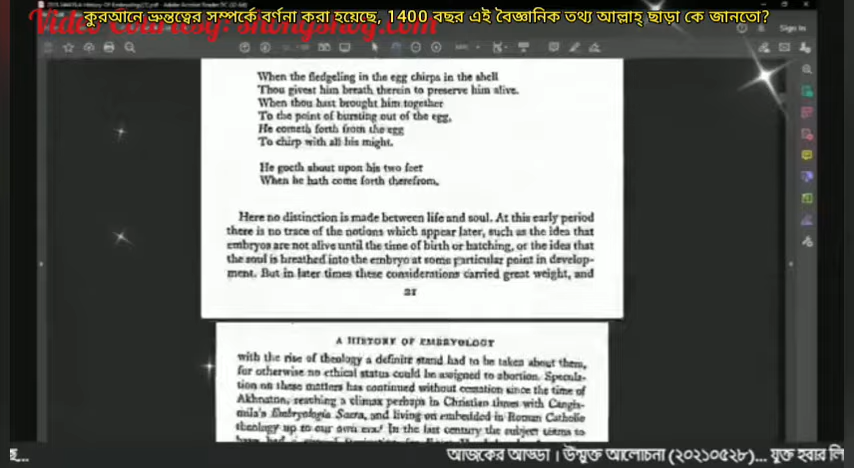 কুরআনে ভ্রুণতত্বের সম্পর্কে বর্ণনা করা হয়েছে, 1400 বছর এই বৈজ্ঞানিক তথ্য আল্লাহ্ ছাড়া কে জানতো?
Video Courtesy: shongshoy.com
Sign In
When the fledgeling in the egg chirps in the shell
Thou givest him breath therein to preserve him alive.
When thou hast brought him together
To the point of bursting out of the egg,
He cometh forth from the egg
To chirp with all his might.
He goeth about upon his two feet
When he hath come forth therefrom.
Here no distinction is made between life and soul. At this early period
there is no trace of the notions which appear later, such as the idea that
embryos are not alive until the time of birth or hatching, or the idea that
the soul is breathed into the embryo at some particular point in develop-
ment. But in later times these considerations carried great weight, and
21
A HISTORY OF EMBRYOLOGY
with the rise of theology a definite stand had to be taken about them,
for otherwise no ethical status could be assigned to abortion. Specula-
tion on these matters has continued without cessation since the time of
Akhnaton, reaching a climax perhaps in Christian times with Cangia-
mila's Embryologia Sacra, and living on embedded in Roman Catholic
theology up to our own era. In the last century the subject seems to
আজকের আড্ডা । উন্মুক্ত আলোচনা (২০২১০৫২৮)... যুক্ত হবার লি